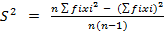 S² = (n ∑ fixi² − (∑ fixi)²) / (n(n−1))